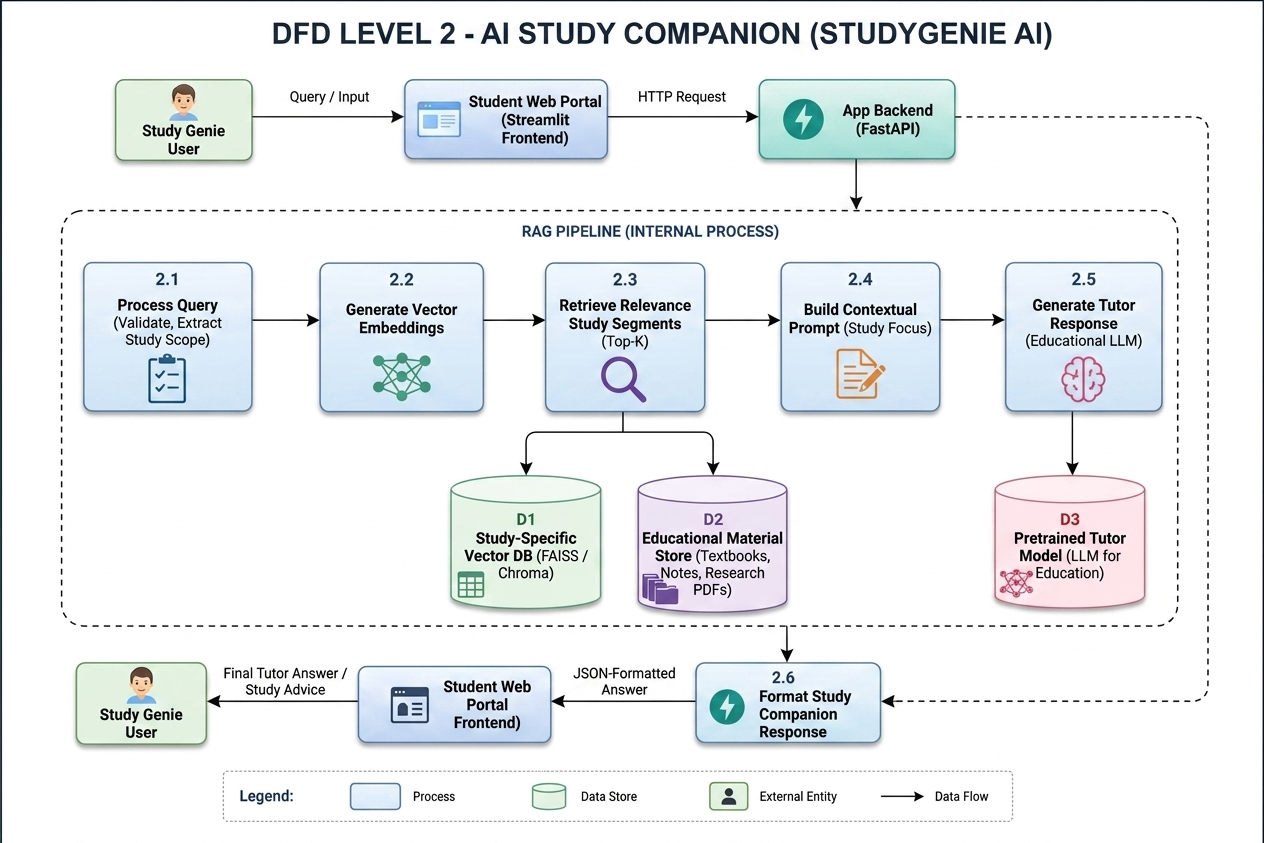 DFD LEVEL 2 - AI STUDY COMPANION (STUDYGENIE AI)
Study Genie
User
Query / Input
Student Web Portal
(Streamlit
Frontend)
HTTP Request
App Backend
(FastAPI)
RAG PIPELINE (INTERNAL PROCESS)
2.1
Process Query
(Validate, Extract
Study Scope)
2.2
Generate Vector
Embeddings
2.3
Retrieve Relevance
Study Segments
(Top-K)
2.4
Build Contextual
Prompt (Study Focus)
2.5
Generate Tutor
Response
(Educational LLM)
D1
Study-Specific
Vector DB (FAISS /
Chroma)
D2
Educational Material
Store (Textbooks,
Notes, Research
PDFs)
D3
Pretrained Tutor
Model (LLM for
Education)
Study Genie
User
Final Tutor Answer /
Study Advice
Student Web
Portal
Frontend)
JSON-Formatted
Answer
2.6
Format Study
Companion
Response
Legend:
Process
Data Store
External Entity
Data Flow